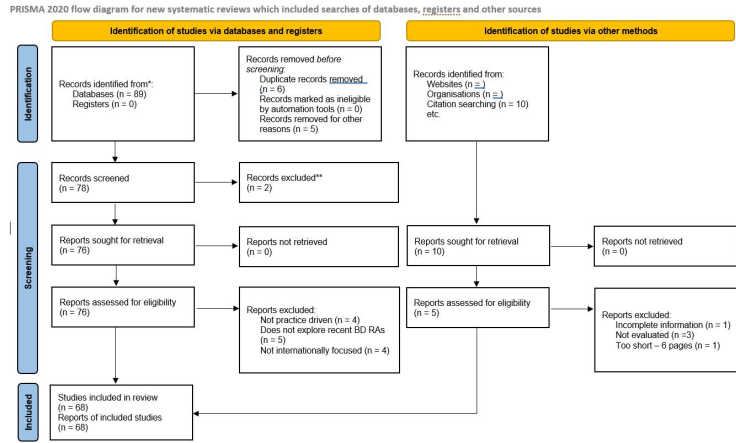 PRISMA 2020 flow diagram for new systematic reviews which included searches of databases, registers and other sources
Identification of studies via databases and registers
Identification of studies via other methods
Identification
Records identified from*:
Databases (n = 89)
Registers (n = 0)
Records removed before
screening:
Duplicate records removed
(n = 6)
Records marked as ineligible
by automation tools (n = 0)
Records removed for other
reasons (n = 5)
Records identified from:
Websites (n = )
Organisations (n = )
Citation searching (n = 10)
etc.
Screening
Records screened
(n = 78)
Records excluded**
(n = 2)
Reports sought for retrieval
(n = 76)
Reports not retrieved
(n = 0)
Reports sought for retrieval
(n = 10)
Reports not retrieved
(n = 0)
Reports assessed for eligibility
(n = 76)
Reports excluded:
Not practice driven (n = 4)
Does not explore recent BD RAs
(n = 5)
Not internationally focused (n = 4)
Reports assessed for eligibility
(n = 5)
Reports excluded:
Incomplete information (n = 1)
Not evaluated (n =3)
Too short – 6 pages (n = 1)
Included
Studies included in review
(n = 68)
Reports of included studies
(n = 68)